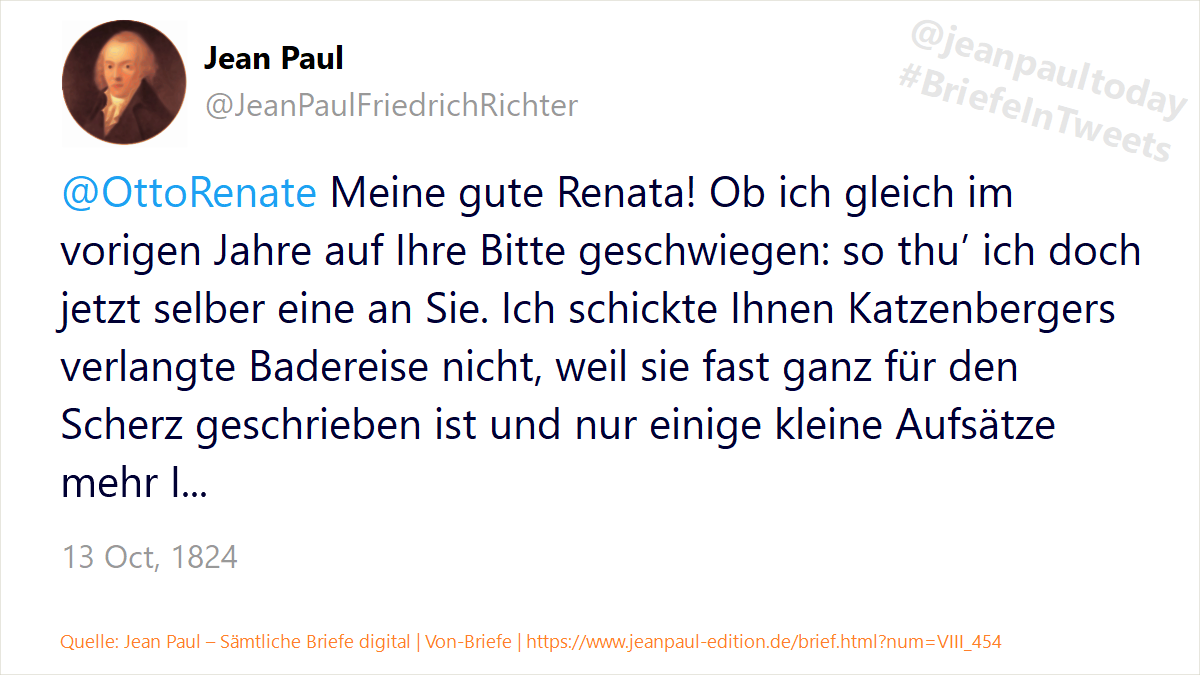 Jean Paul
@JeanPaulFriedrichRichter
@jeanpaultoday
#BriefeInTweets
@OttoRenate Meine gute Renata! Ob ich gleich im
vorigen Jahre auf Ihre Bitte geschwiegen: so thu’ ich doch
jetzt selber eine an Sie. Ich schickte Ihnen Katzenbergers
verlangte Badereise nicht, weil sie fast ganz für den
Scherz geschrieben ist und nur einige kleine Aufsätze
mehr I...
13 Oct, 1824
Quelle: Jean Paul – Sämtliche Briefe digital | Von-Briefe | https://www.jeanpaul-edition.de/brief.html?num=VIII_454